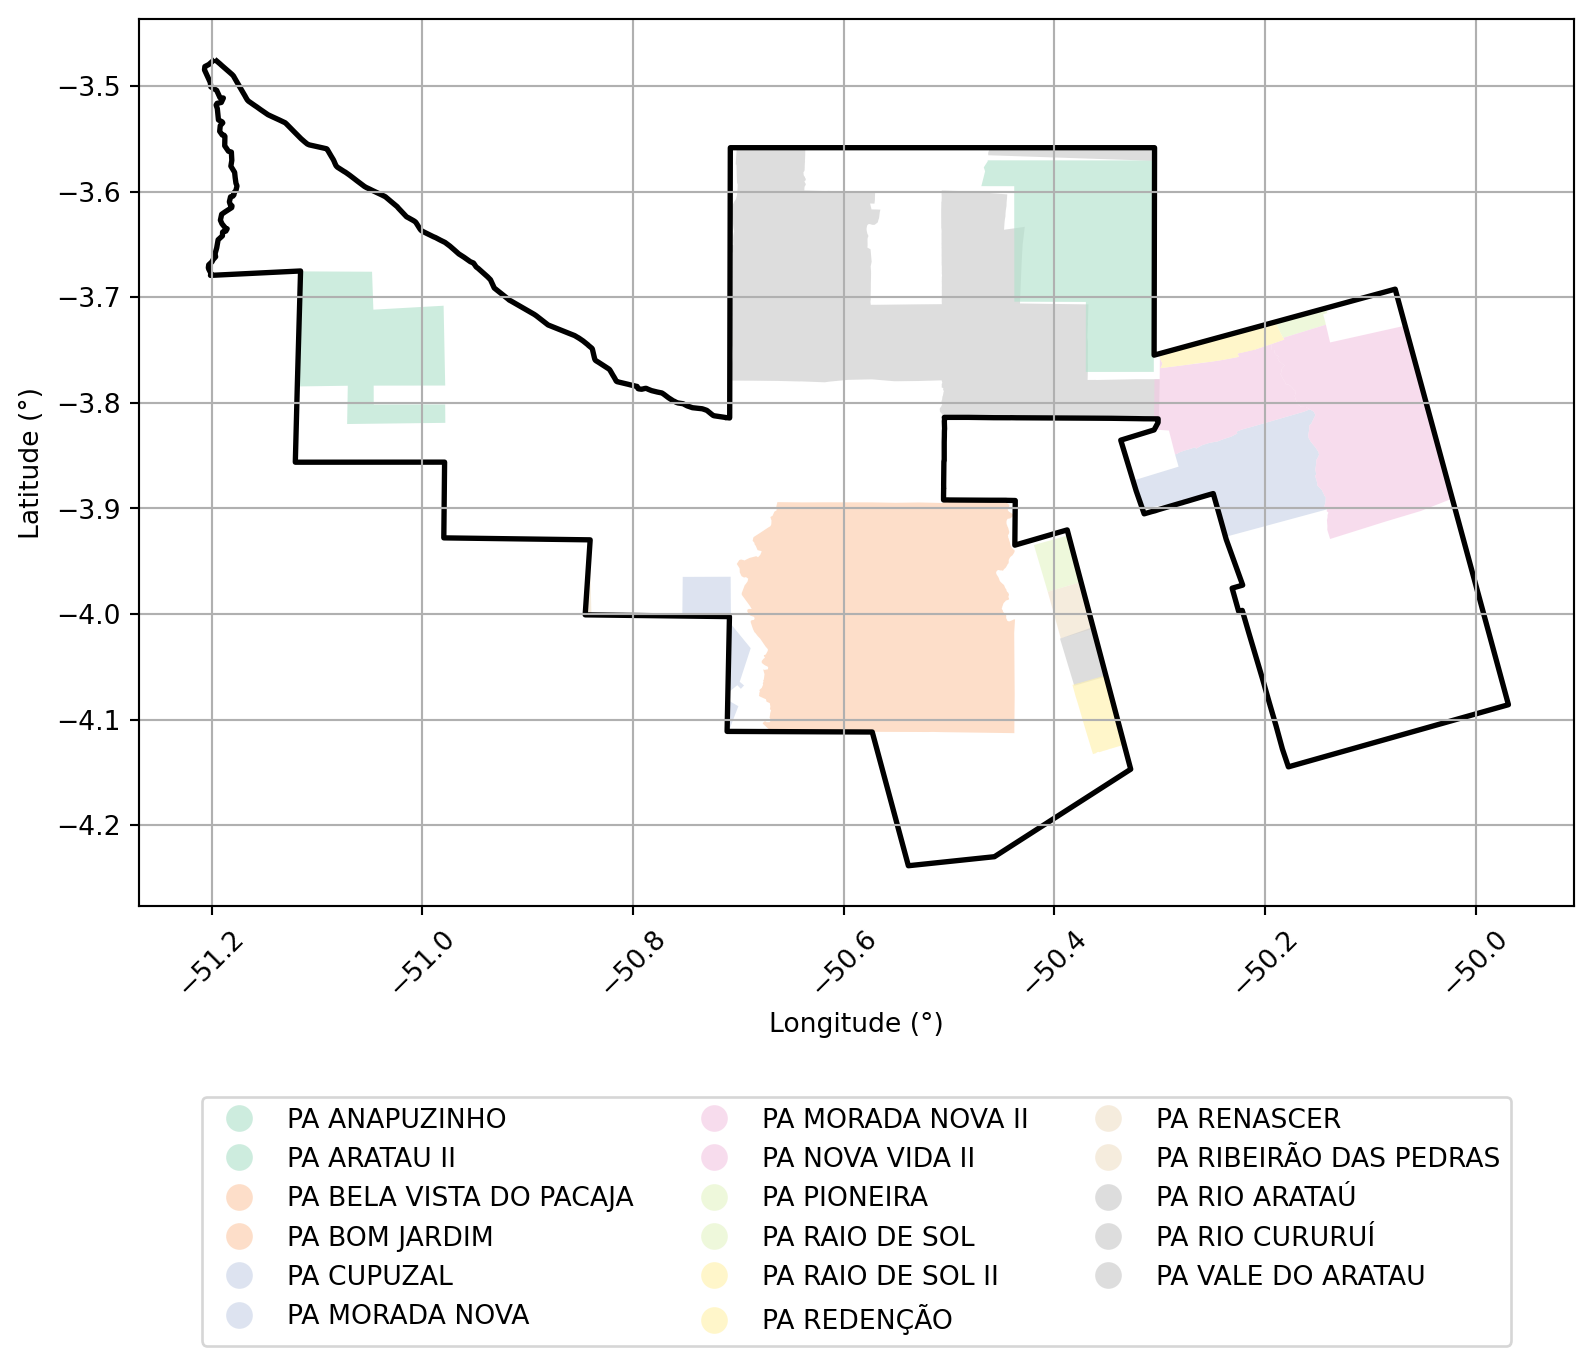 −3.5
−3.6
−3.7
−3.8
−3.9
−4.0
−4.1
−4.2
Latitude (°)
−51.2
−51.0
−50.8
−50.6
−50.4
−50.2
−50.0
Longitude (°)
PA ANAPUZINHO
PA ARATAU II
PA BELA VISTA DO PACAJA
PA BOM JARDIM
PA CUPUZAL
PA MORADA NOVA
PA MORADA NOVA II
PA NOVA VIDA II
PA PIONEIRA
PA RAIO DE SOL
PA RAIO DE SOL II
PA REDENÇÃO
PA RENASCER
PA RIBEIRÃO DAS PEDRAS
PA RIO ARATAÚ
PA RIO CURURUÍ
PA VALE DO ARATAU